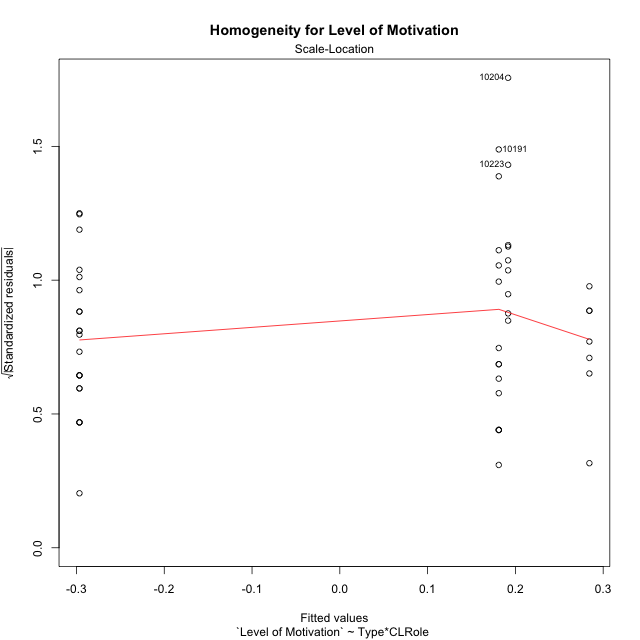 Homogeneity for Level of Motivation
Scale-Location
10204
10191
10223
1.5
1.0
0.5
0.0
√|Standardized residuals|
-0.3 -0.2 -0.1 0.0 0.1 0.2 0.3
Fitted values
`Level of Motivation` ~ Type*CLRole